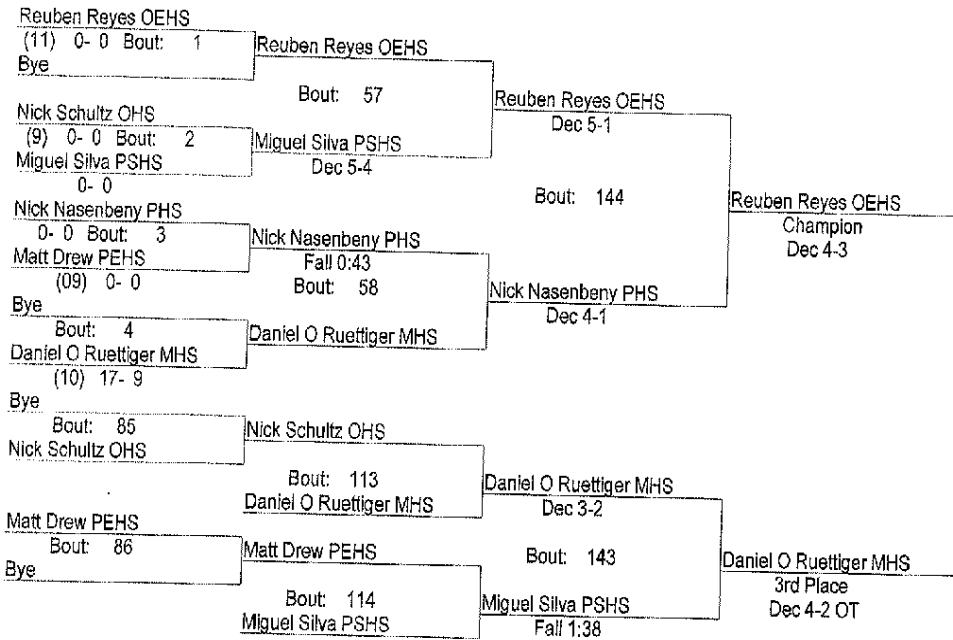 Reuben Reyes OEHS
(11) 0- 0 Bout: 1
Bye
Reuben Reyes OEHS
Bout: 57
Nick Schultz OHS
(9) 0- 0 Bout: 2
Miguel Silva PSHS
0- 0
Miguel Silva PSHS
Dec 5-4
Reuben Reyes OEHS
Dec 5-1
Bout: 144
Nick Nasenbeny PHS
0- 0 Bout: 3
Matt Drew PEHS
(09) 0- 0
Nick Nasenbeny PHS
Fall 0:43
Bout: 58
Bye
Bout: 4
Daniel O Ruettiger MHS
(10) 17- 9
Daniel O Ruettiger MHS
Nick Nasenbeny PHS
Dec 4-1
Reuben Reyes OEHS
Champion
Dec 4-3
Bye
Bout: 85
Nick Schultz OHS
Nick Schultz OHS
Bout: 113
Daniel O Ruettiger MHS
Daniel O Ruettiger MHS
Dec 3-2
Bout: 143
Matt Drew PEHS
Bout: 86
Bye
Matt Drew PEHS
Bout: 114
Miguel Silva PSHS
Miguel Silva PSHS
Fall 1:38
Daniel O Ruettiger MHS
3rd Place
Dec 4-2 OT